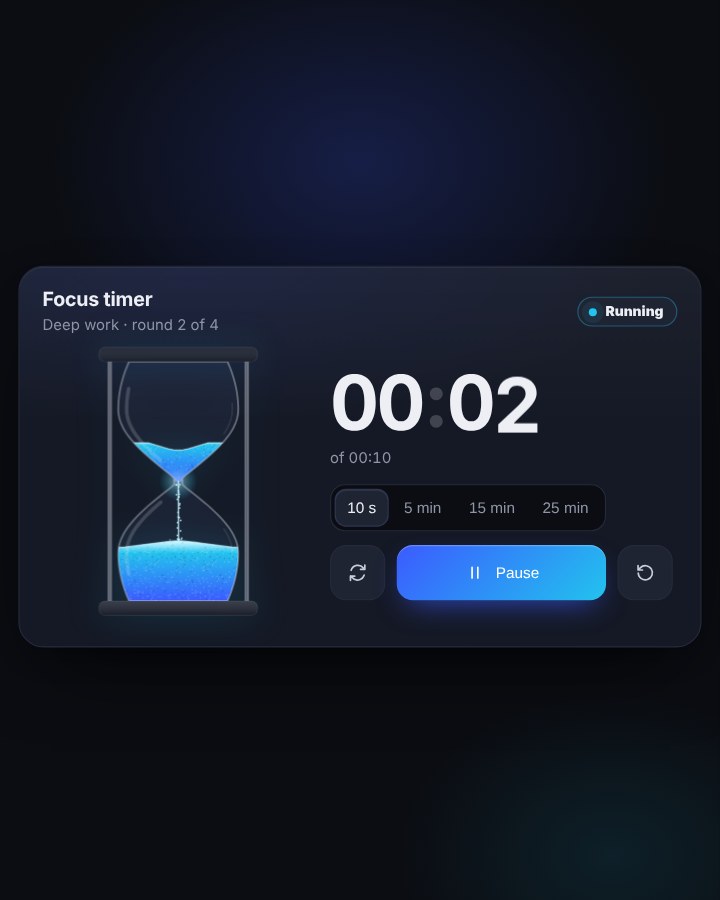 Focus timer
Deep work · round 2 of 4
Running
00:02
of 00:10
10 s 5 min 15 min 25 min
Pause